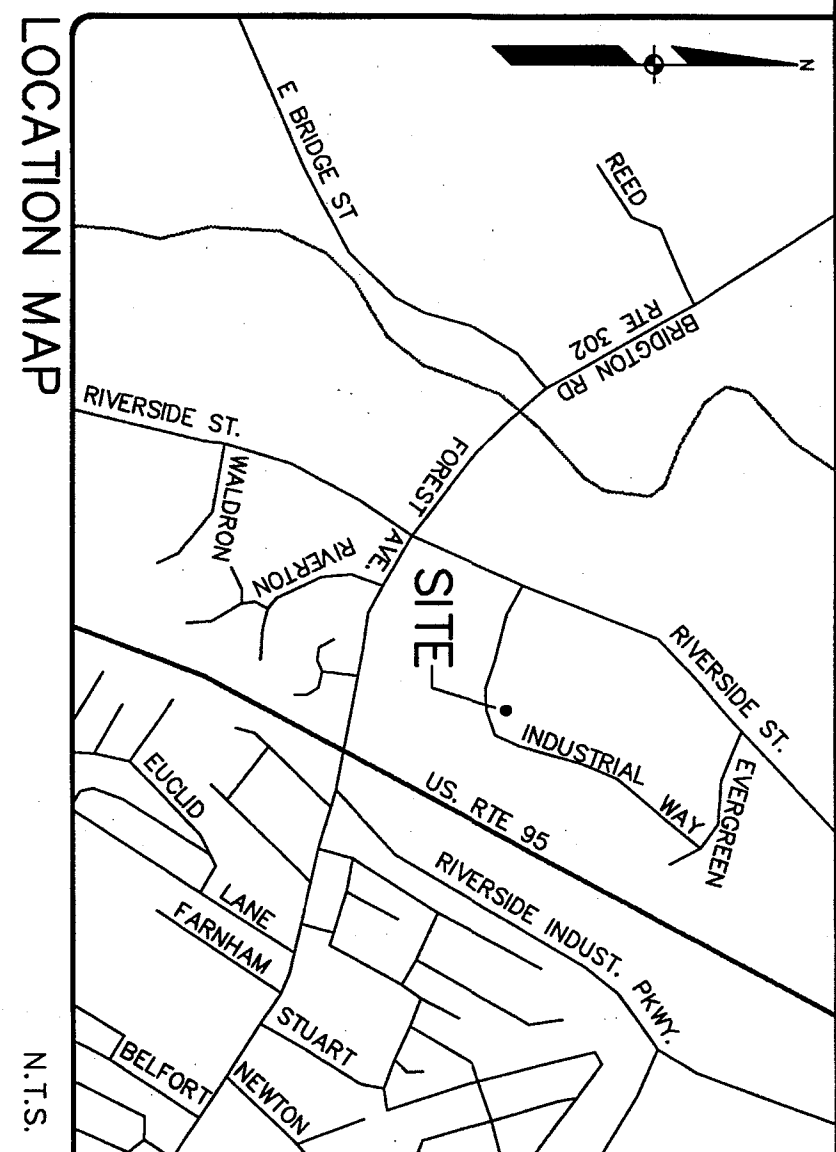 N
E BRIDGE ST
REED
RTE 302
BRIDGTON RD
RIVERSIDE ST.
WALDRON
RIVERTON
FOREST AVE.
SITE
RIVERSIDE ST.
INDUSTRIAL WAY
EVERGREEN
US. RTE 95
RIVERSIDE INDUST. PKWY.
EUCLID
LANE
FARNHAM
STUART
BELFORT
NEWTON
LOCATION MAP
N.T.S.